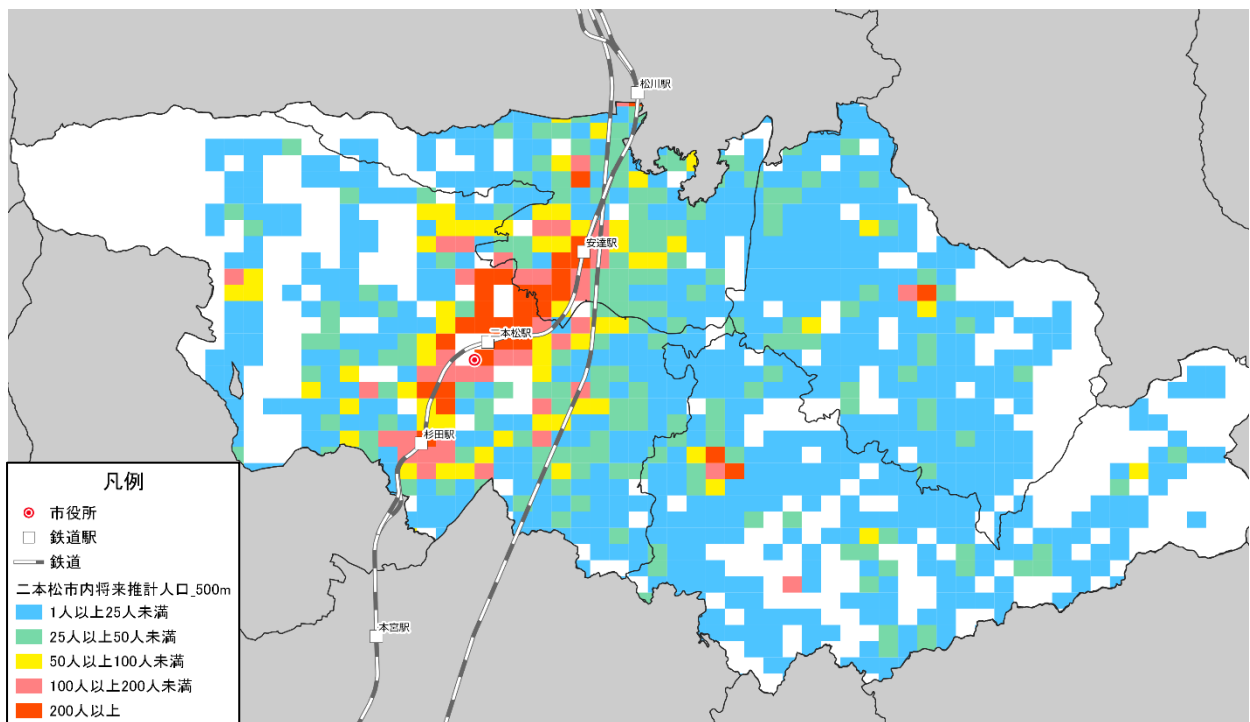 松川駅
安達駅
二本松駅
杉田駅
本宮駅
凡例
市役所
鉄道駅
鉄道
二本松市内将来推計人口_500m
1人以上25人未満
25人以上50人未満
50人以上100人未満
100人以上200人未満
200人以上